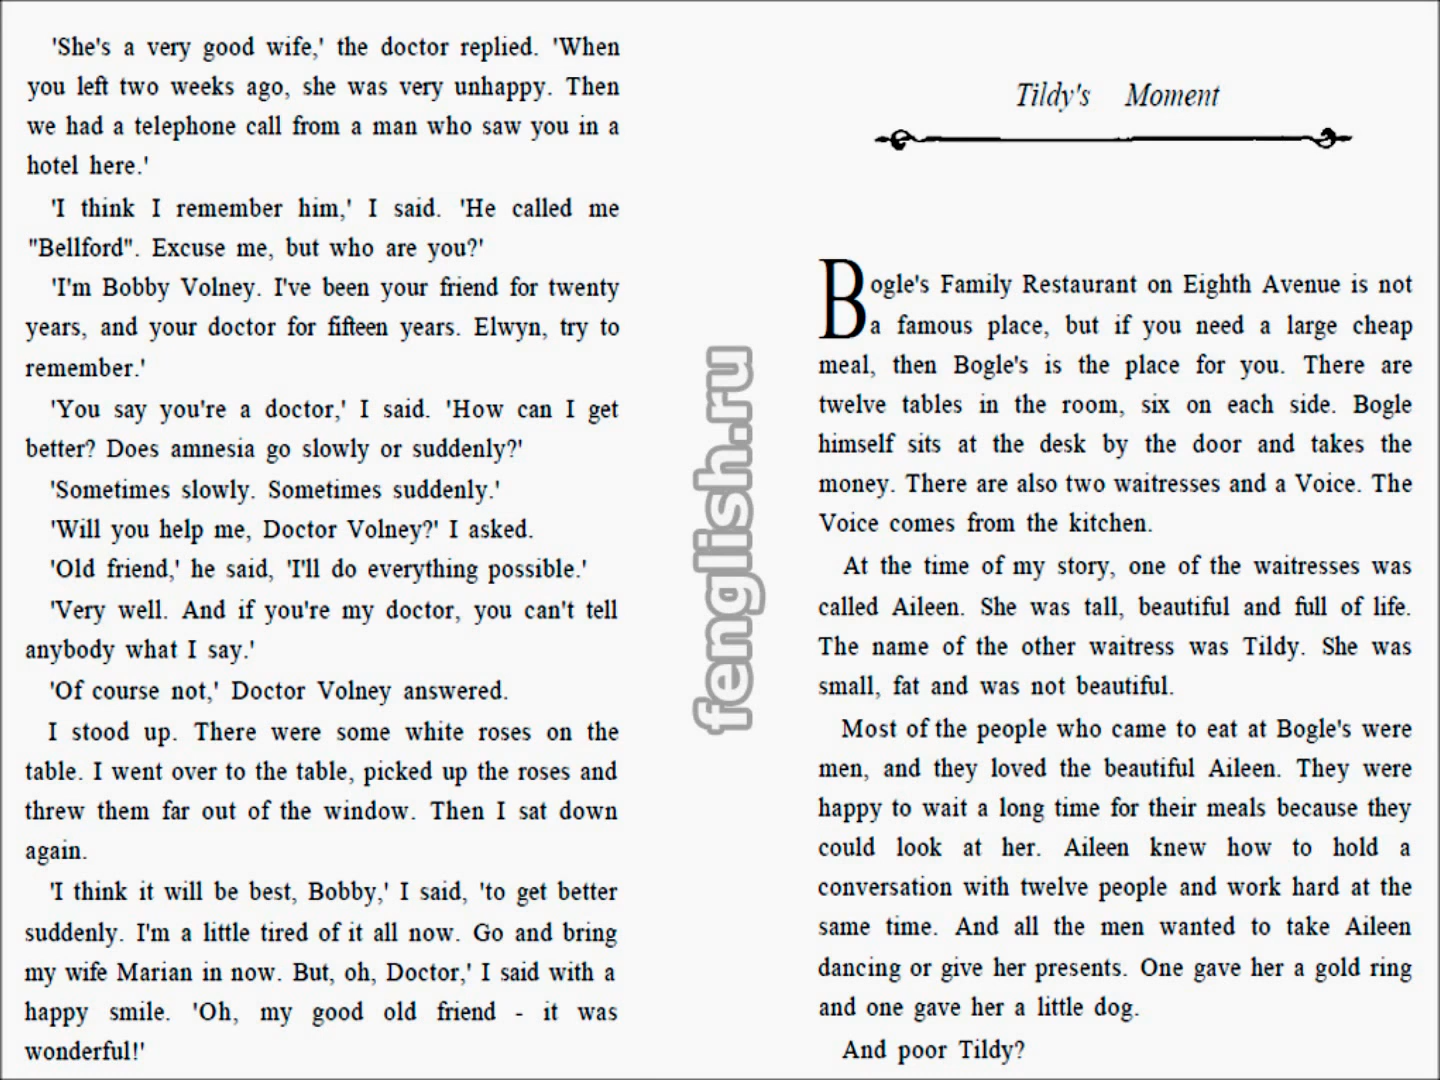 'She's a very good wife,' the doctor replied. 'When
you left two weeks ago, she was very unhappy. Then
we had a telephone call from a man who saw you in a
hotel here.'
'I think I remember him,' I said. 'He called me
"Bellford". Excuse me, but who are you?'
'I'm Bobby Volney. I've been your friend for twenty
years, and your doctor for fifteen years. Elwyn, try to
remember.'
'You say you're a doctor,' I said. 'How can I get
better? Does amnesia go slowly or suddenly?'
'Sometimes slowly. Sometimes suddenly.'
'Will you help me, Doctor Volney?' I asked.
'Old friend,' he said, 'I'll do everything possible.'
'Very well. And if you're my doctor, you can't tell
anybody what I say.'
'Of course not,' Doctor Volney answered.
I stood up. There were some white roses on the
table. I went over to the table, picked up the roses and
threw them far out of the window. Then I sat down
again.
'I think it will be best, Bobby,' I said, 'to get better
suddenly. I'm a little tired of it all now. Go and bring
my wife Marian in now. But, oh, Doctor,' I said with a
happy smile. 'Oh, my good old friend - it was
wonderful!'
fenglish.ru
Tildy's Moment
Bogle's Family Restaurant on Eighth Avenue is not
a famous place, but if you need a large cheap
meal, then Bogle's is the place for you. There are
twelve tables in the room, six on each side. Bogle
himself sits at the desk by the door and takes the
money. There are also two waitresses and a Voice. The
Voice comes from the kitchen.
At the time of my story, one of the waitresses was
called Aileen. She was tall, beautiful and full of life.
The name of the other waitress was Tildy. She was
small, fat and was not beautiful.
Most of the people who came to eat at Bogle's were
men, and they loved the beautiful Aileen. They were
happy to wait a long time for their meals because they
could look at her. Aileen knew how to hold a
conversation with twelve people and work hard at the
same time. And all the men wanted to take Aileen
dancing or give her presents. One gave her a gold ring
and one gave her a little dog.
And poor Tildy?